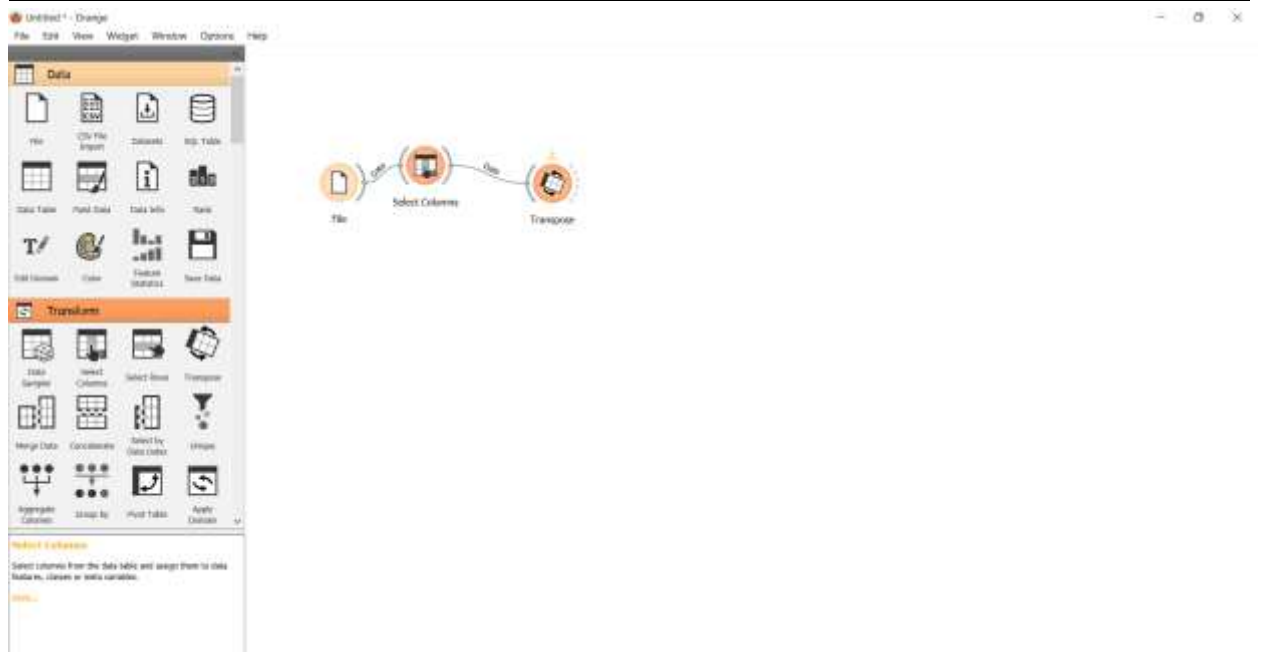 Untitled * - Orange
File Edit View Widget Window Options Help
Data
File
CSV File
Import
Datasets
SQL Table
Data Table
Paint Data
Data Info
Rank
Edit Domain
Color
Feature
Statistics
Save Data
Transform
Data
Sampler
Select
Columns
Select Rows
Transpose
Merge Data
Concatenate
Select by
Data Index
Unique
Aggregate
Columns
Group by
Pivot Table
Apply
Domain
Select Columns
Select columns from the data table and assign them to data
features, classes or meta variables.
more...
File
Data
Select Columns
Data
Transpose